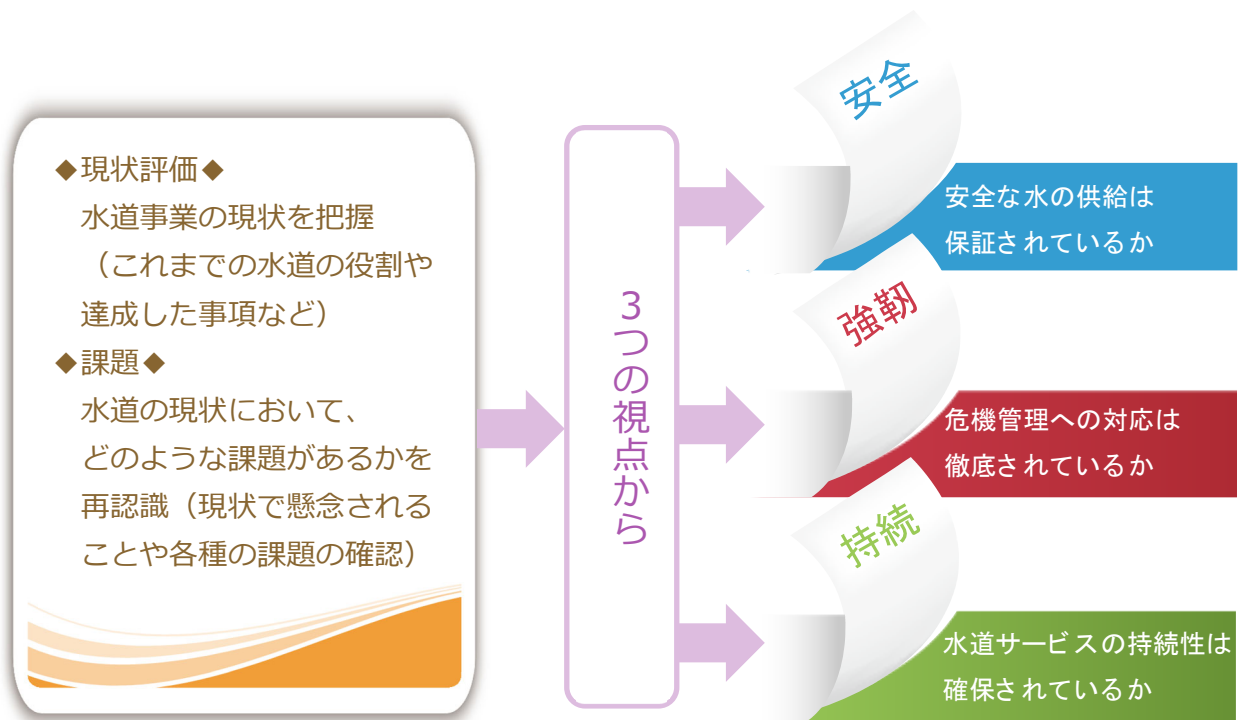 ◆現状評価◆
水道事業の現状を把握
（これまでの水道の役割や
達成した事項など）
◆課題◆
水道の現状において、
どのような課題があるかを
再認識（現状で懸念される
ことや各種の課題の確認）
3つの視点から
安全
安全な水の供給は
保証されているか
強靭
危機管理への対応は
徹底されているか
持続
水道サービスの持続性は
確保されているか